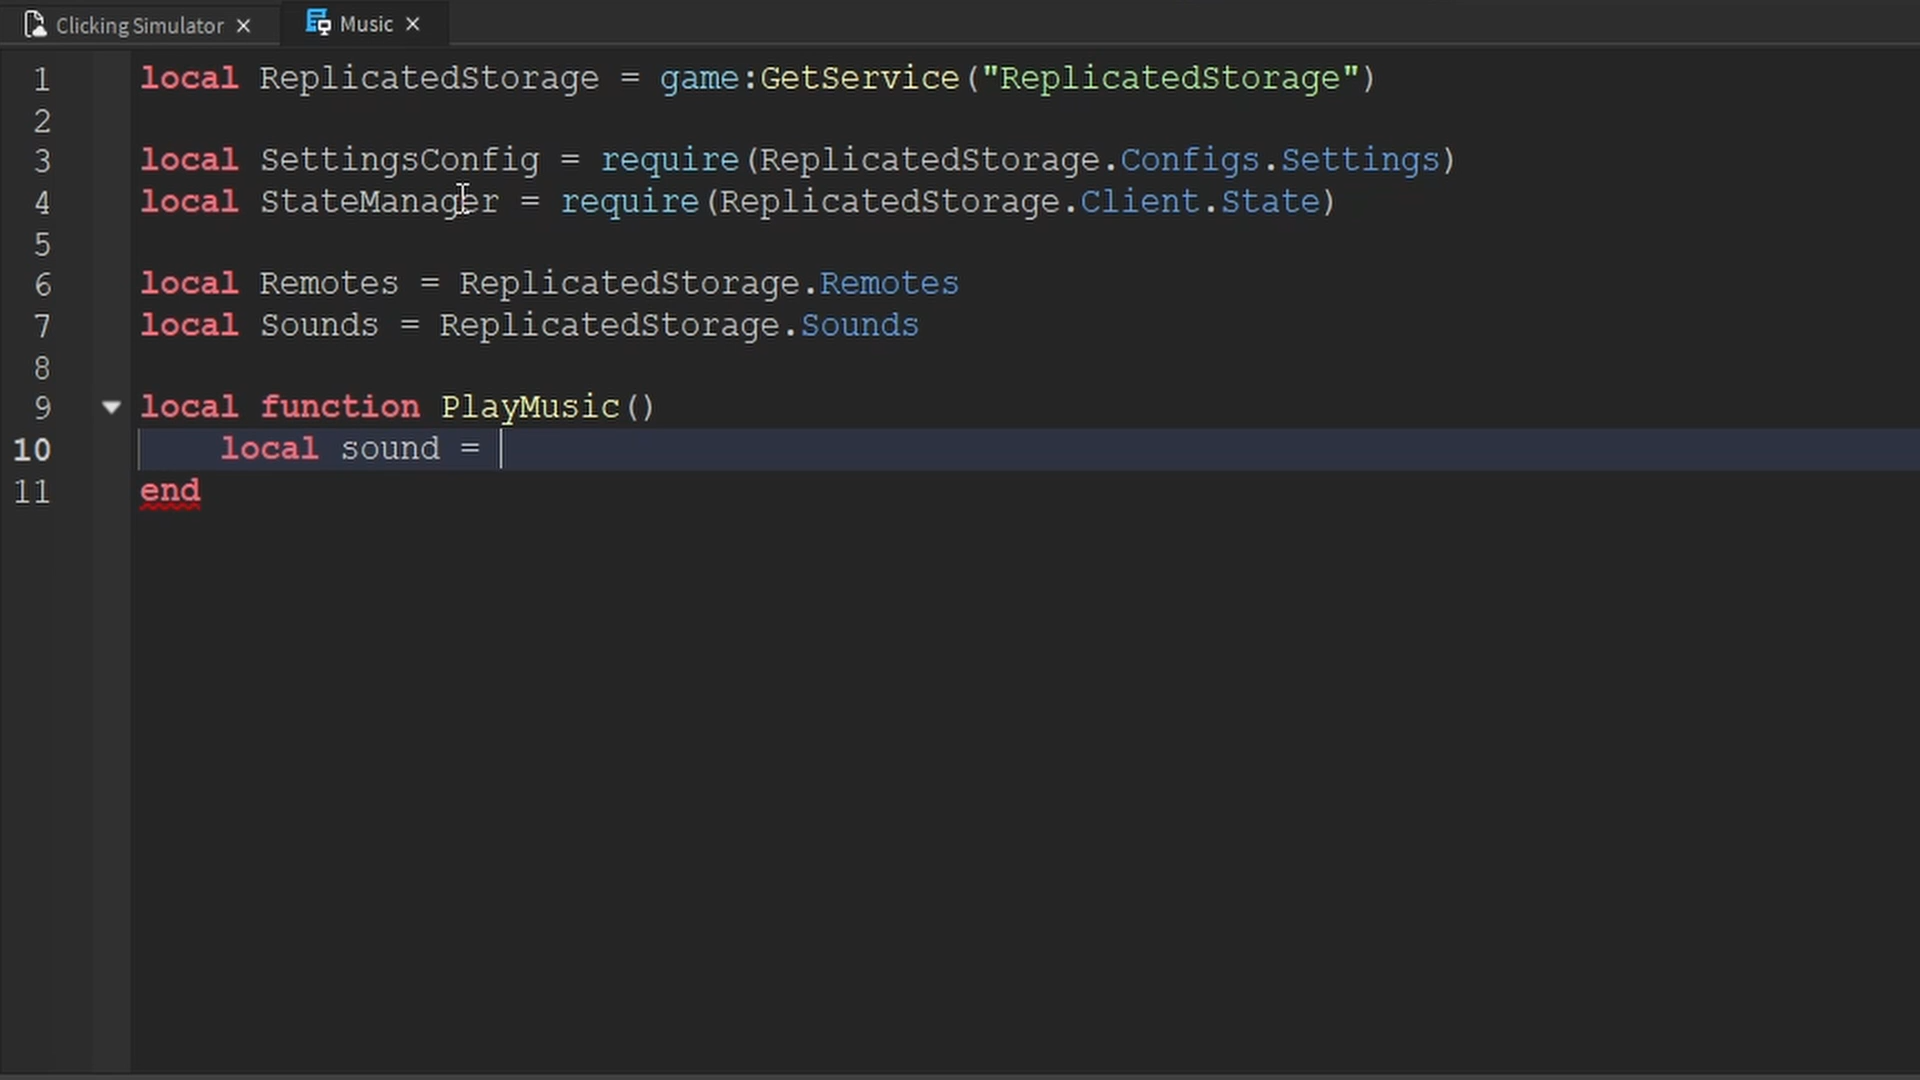 Clicking Simulator Music
1 local ReplicatedStorage = game:GetService("ReplicatedStorage")
2
3 local SettingsConfig = require(ReplicatedStorage.Configs.Settings)
4 local StateManager = require(ReplicatedStorage.Client.State)
5
6 local Remotes = ReplicatedStorage.Remotes
7 local Sounds = ReplicatedStorage.Sounds
8
9 local function PlayMusic()
10 local sound =
11 end